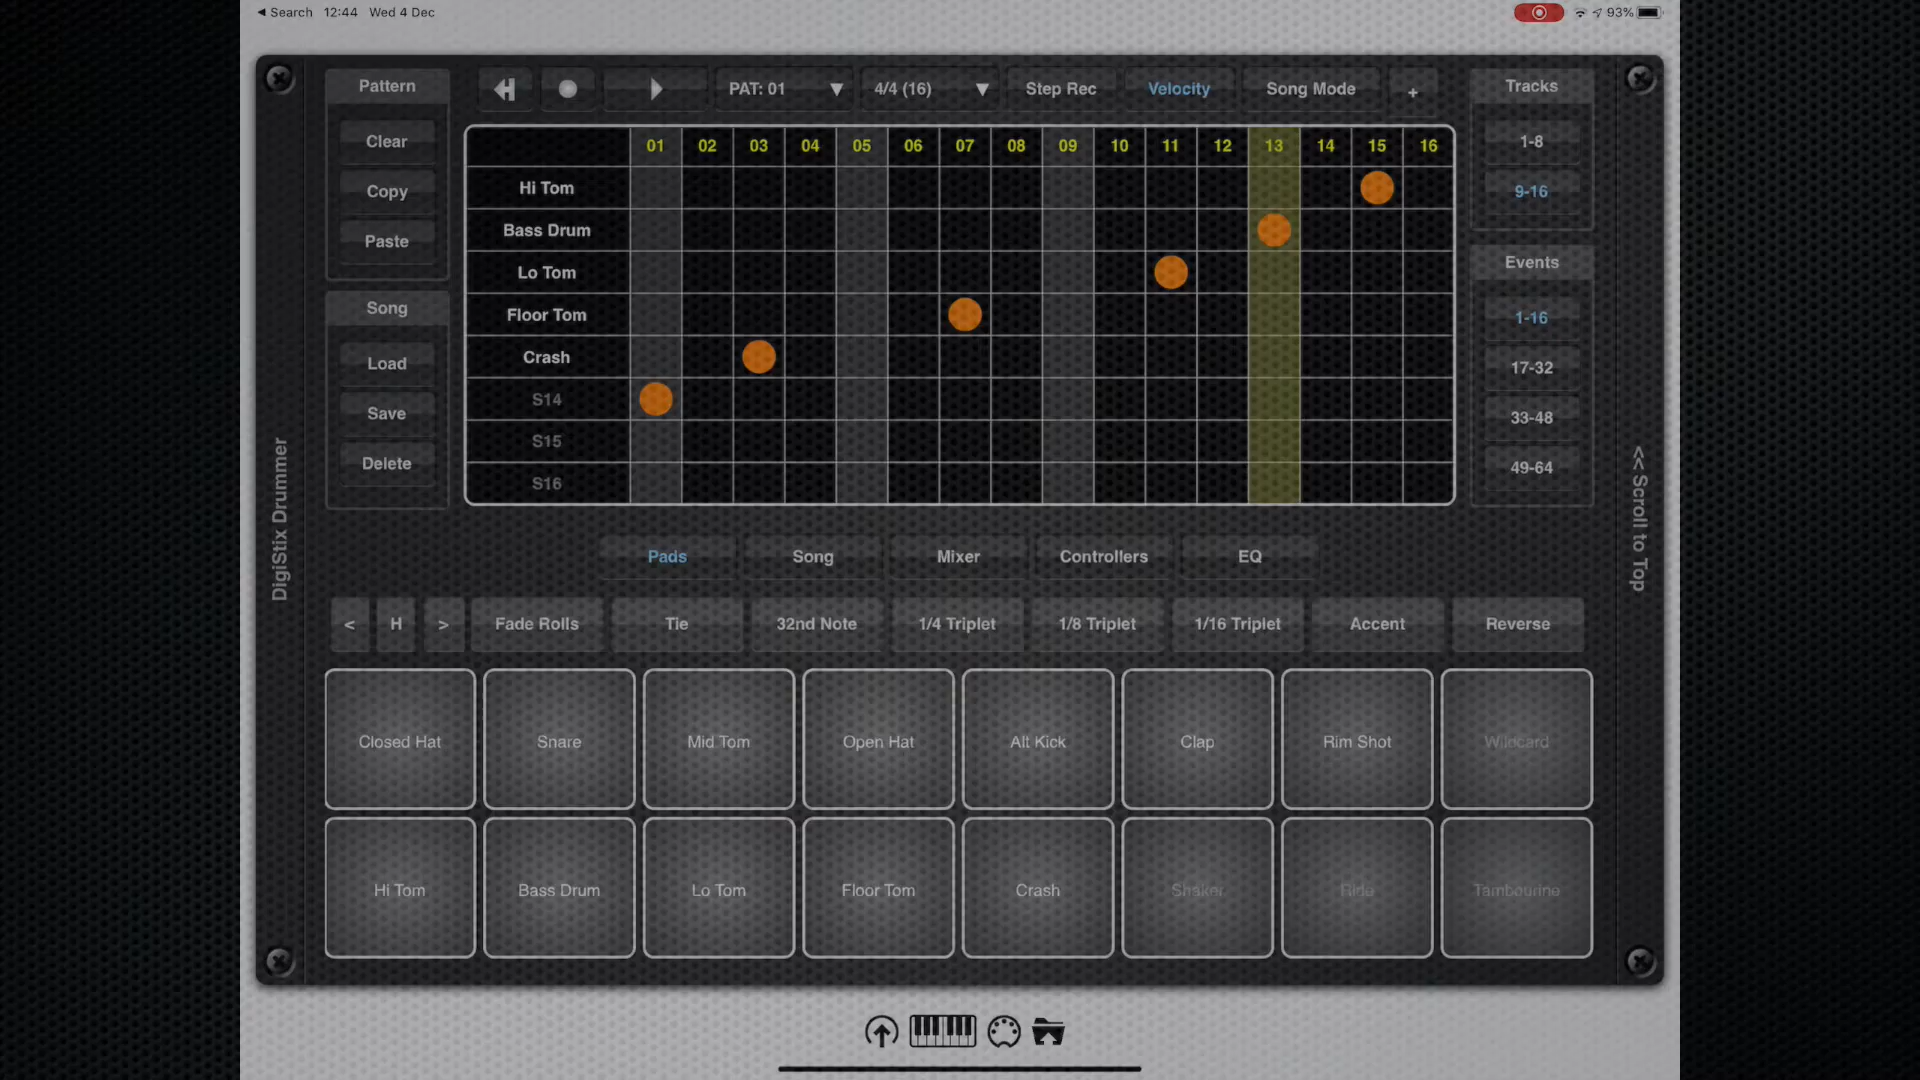 ◀ Search 12:44 Wed 4 Dec
93%
Pattern
Clear
Copy
Paste
Song
Load
Save
Delete
PAT: 01 ▼
4/4 (16) ▼
Step Rec
Velocity
Song Mode
+
01 02 03 04 05 06 07 08 09 10 11 12 13 14 15 16
Hi Tom
Bass Drum
Lo Tom
Floor Tom
Crash
S14
S15
S16
Tracks
1-8
9-16
Events
1-16
17-32
33-48
49-64
DigiStix Drummer
<< Scroll to Top
Pads Song Mixer Controllers EQ
< H > Fade Rolls Tie 32nd Note 1/4 Triplet 1/8 Triplet 1/16 Triplet Accent Reverse
Closed Hat Snare Mid Tom Open Hat Alt Kick Clap Rim Shot Wildcard
Hi Tom Bass Drum Lo Tom Floor Tom Crash Shaker Ride Tambourine